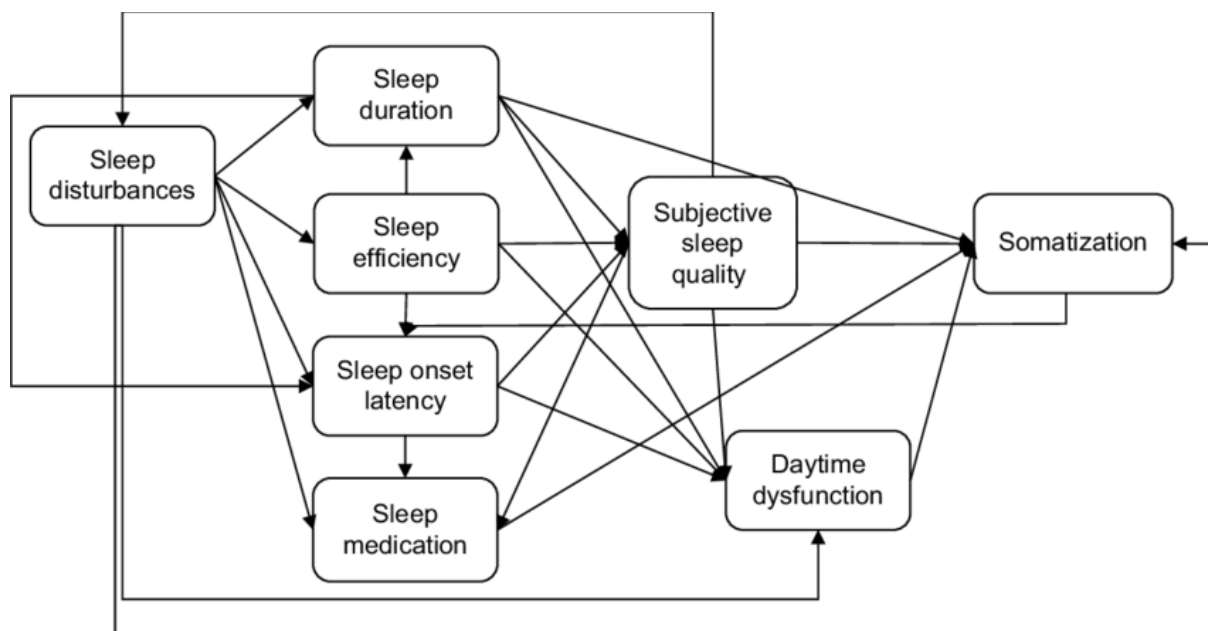 Sleep
duration
Sleep
disturbances
Sleep
efficiency
Subjective
sleep
quality
Somatization
Sleep onset
latency
Daytime
dysfunction
Sleep
medication